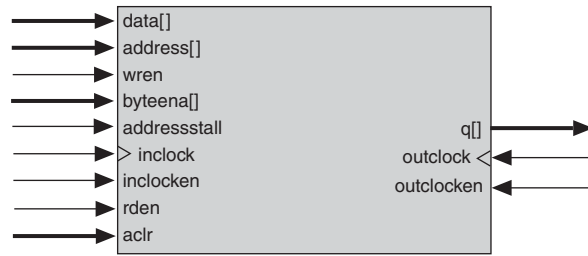 data[]
address[]
wren
byteena[]
addressstall
inclock
inclocken
rden
aclr
q[]
outclock
outclocken